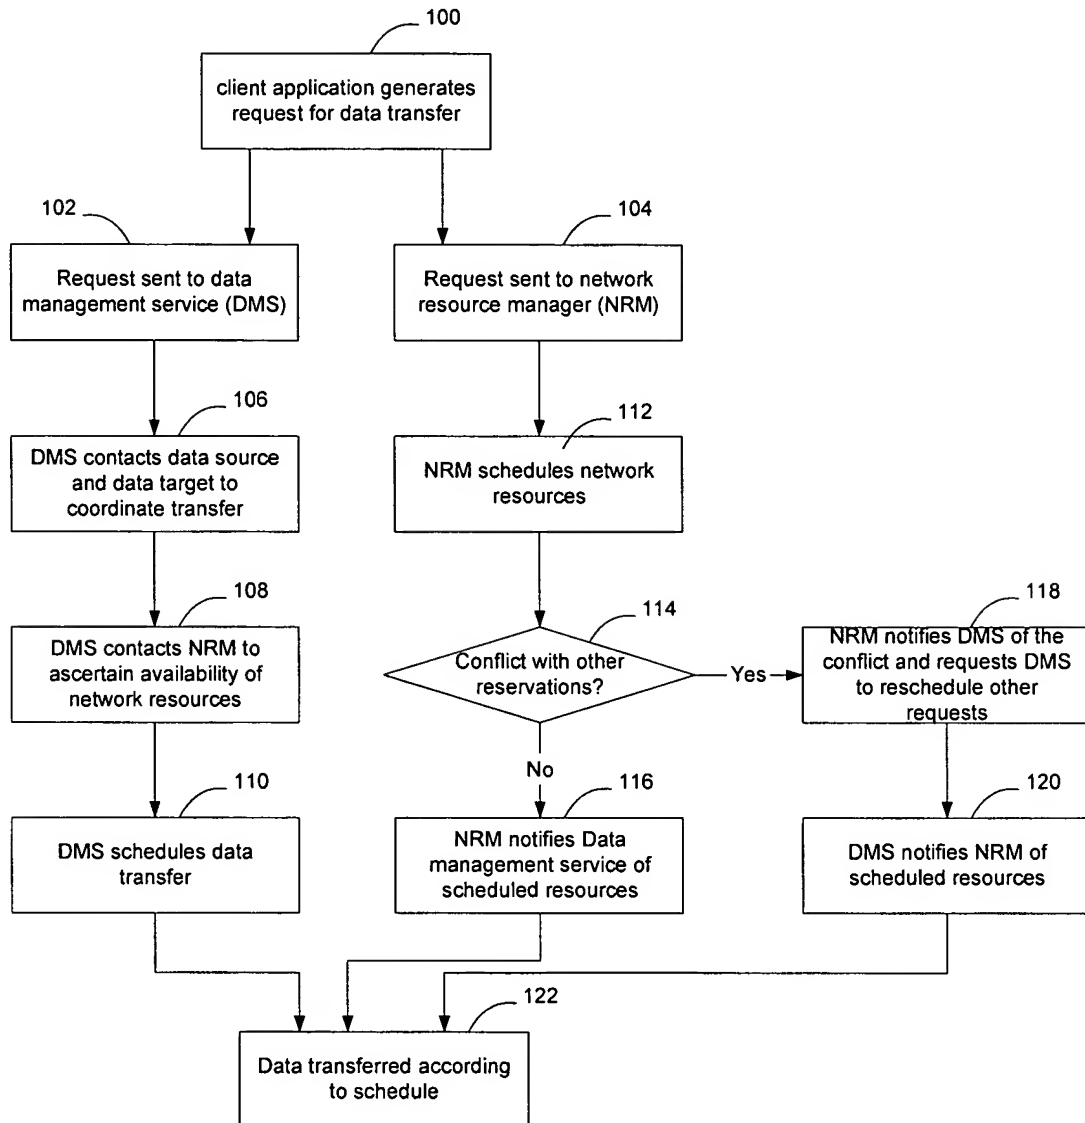 100
client application generates
request for data transfer
102
104
Request sent to data
management service (DMS)
Request sent to network
resource manager (NRM)
106
112
DMS contacts data source
and data target to
coordinate transfer
NRM schedules network
resources
108
114
118
DMS contacts NRM to
ascertain availability of
network resources
Conflict with other
reservations?
Yes
NRM notifies DMS of the
conflict and requests DMS
to reschedule other
requests
No
110
116
120
DMS schedules data
transfer
NRM notifies Data
management service of
scheduled resources
DMS notifies NRM of
scheduled resources
122
Data transferred according
to schedule